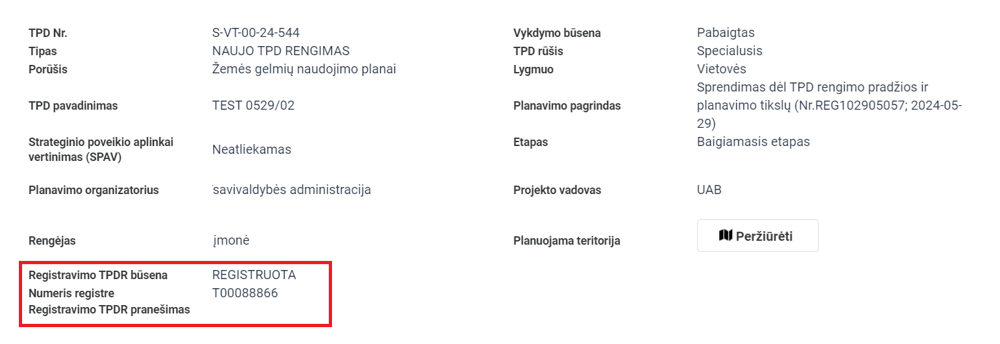 TPD Nr. S-VT-00-24-544
Tipas NAUJO TPD RENGIMAS
Porūšis Žemės gelmių naudojimo planai
TPD pavadinimas TEST 0529/02
Strateginio poveikio aplinkai
vertinimas (SPAV)
Neatliekamas
Planavimo organizatorius savivaldybės administracija
Rengėjas įmonė
Registravimo TPDR būsena REGISTRUOTA
Numeris registre T00088866
Registravimo TPDR pranešimas
Vykdymo būsena Pabaigtas
TPD rūšis Specialusis
Lygmuo Vietovės
Planavimo pagrindas
Sprendimas dėl TPD rengimo pradžios ir
planavimo tikslų (Nr.REG102905057; 2024-05-
29)
Etapas Baigiamasis etapas
Projekto vadovas UAB
Planuojama teritorija Peržiūrėti